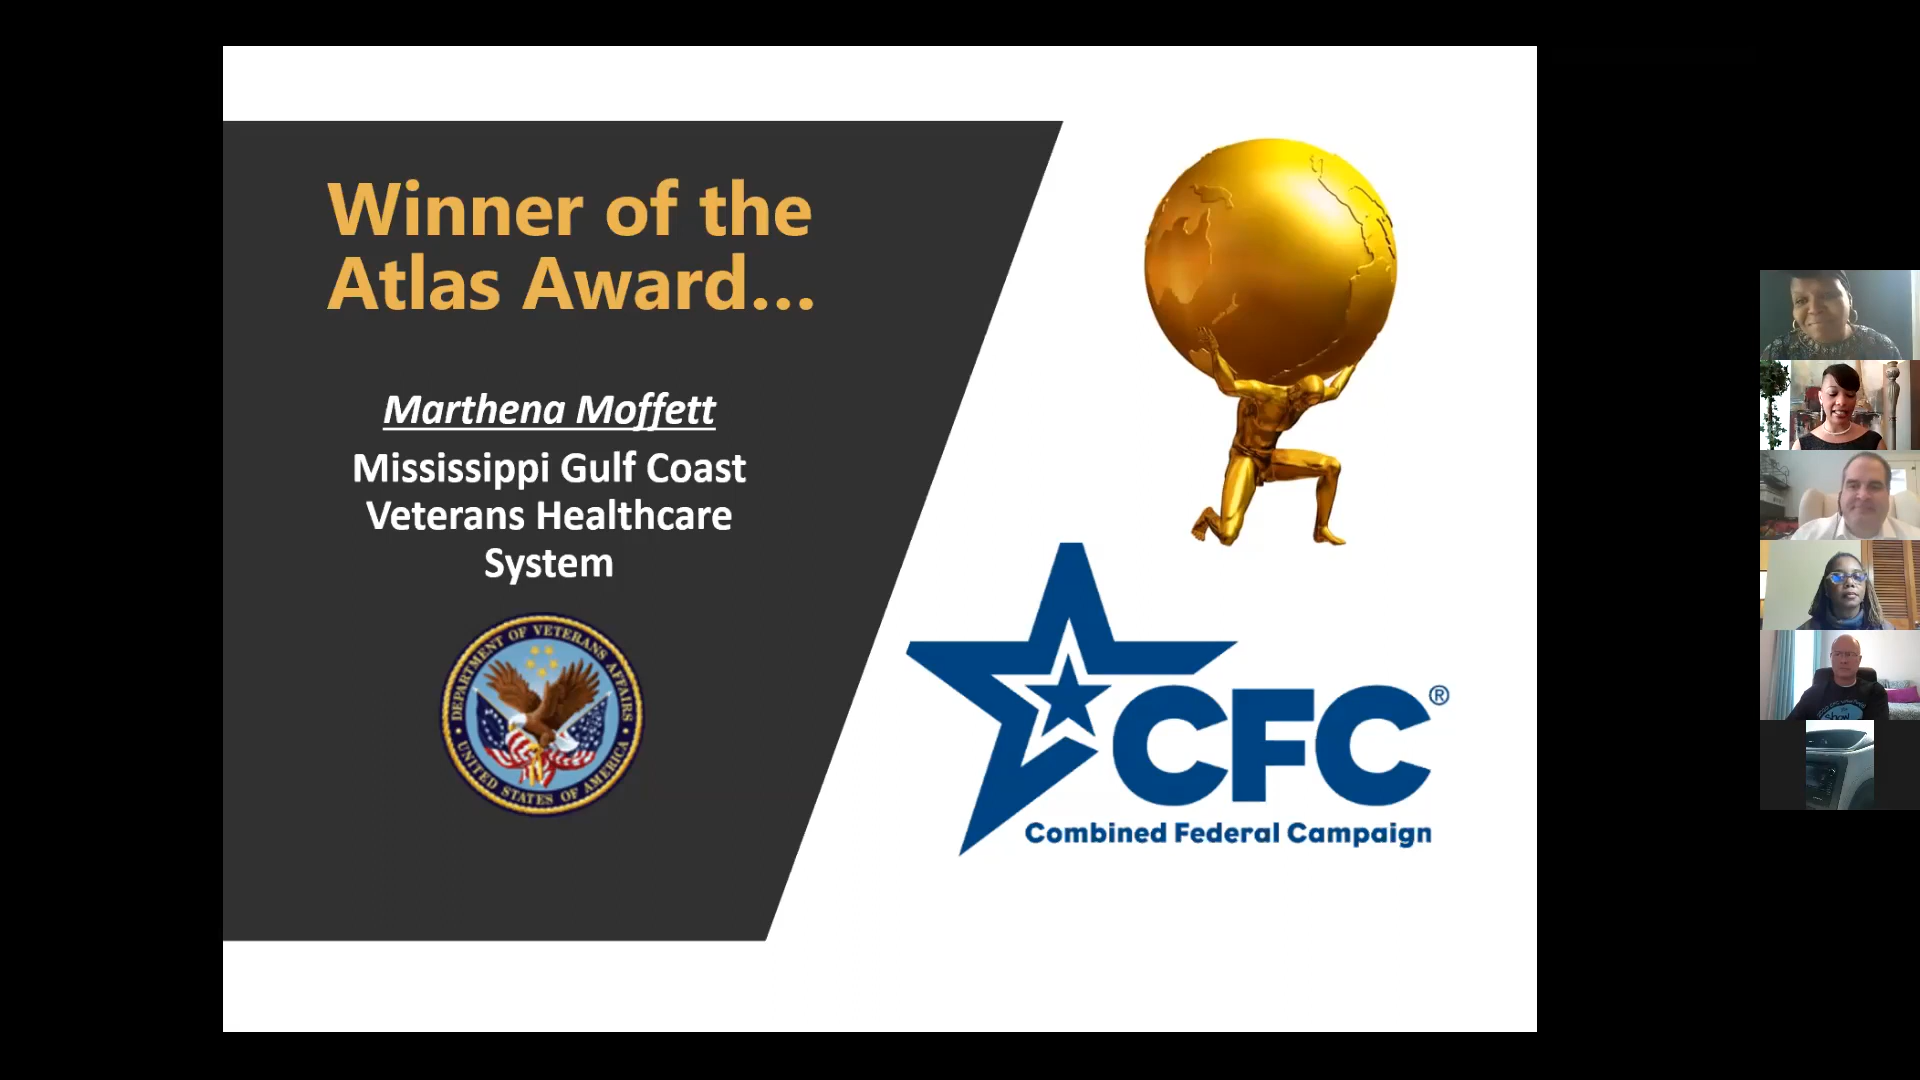 Winner of the
Atlas Award...
Marthena Moffett
Mississippi Gulf Coast
Veterans Healthcare
System
DEPARTMENT OF VETERANS AFFAIRS
UNITED STATES OF AMERICA
CFC®
Combined Federal Campaign